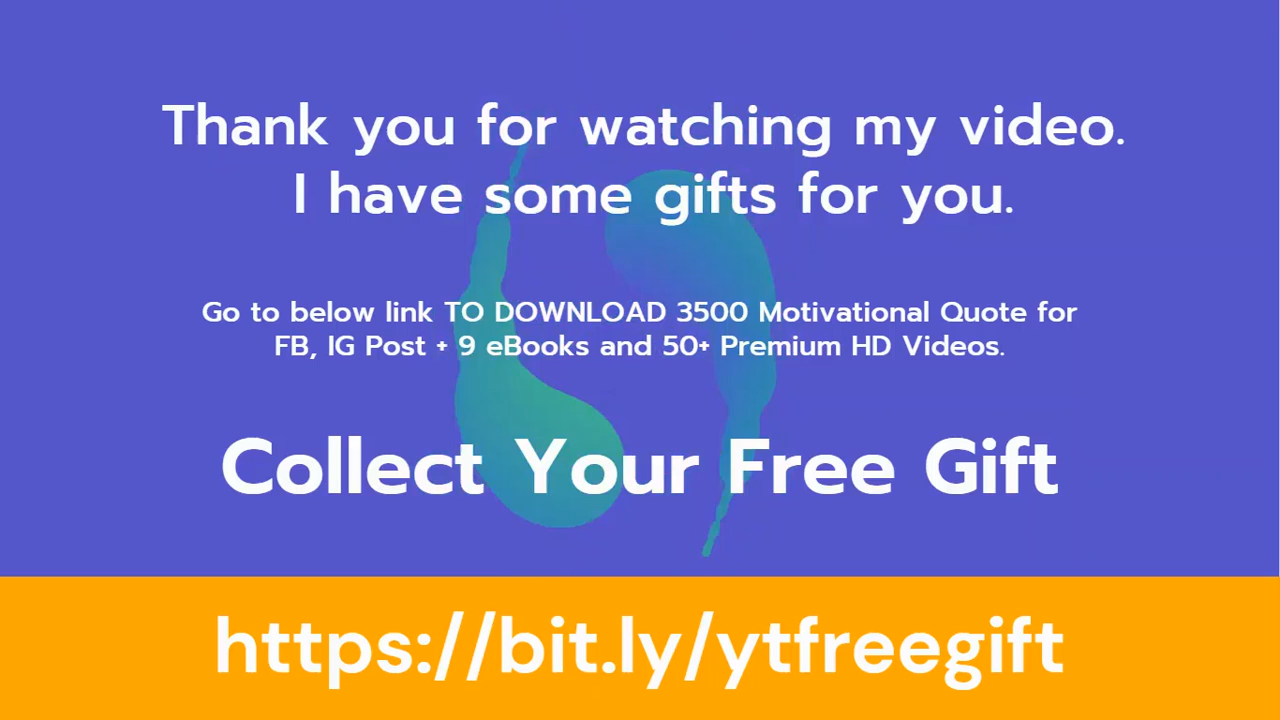 Thank you for watching my video.
I have some gifts for you.
Go to below link TO DOWNLOAD 3500 Motivational Quote for
FB, IG Post + 9 eBooks and 50+ Premium HD Videos.
Collect Your Free Gift
https://bit.ly/ytfreegift